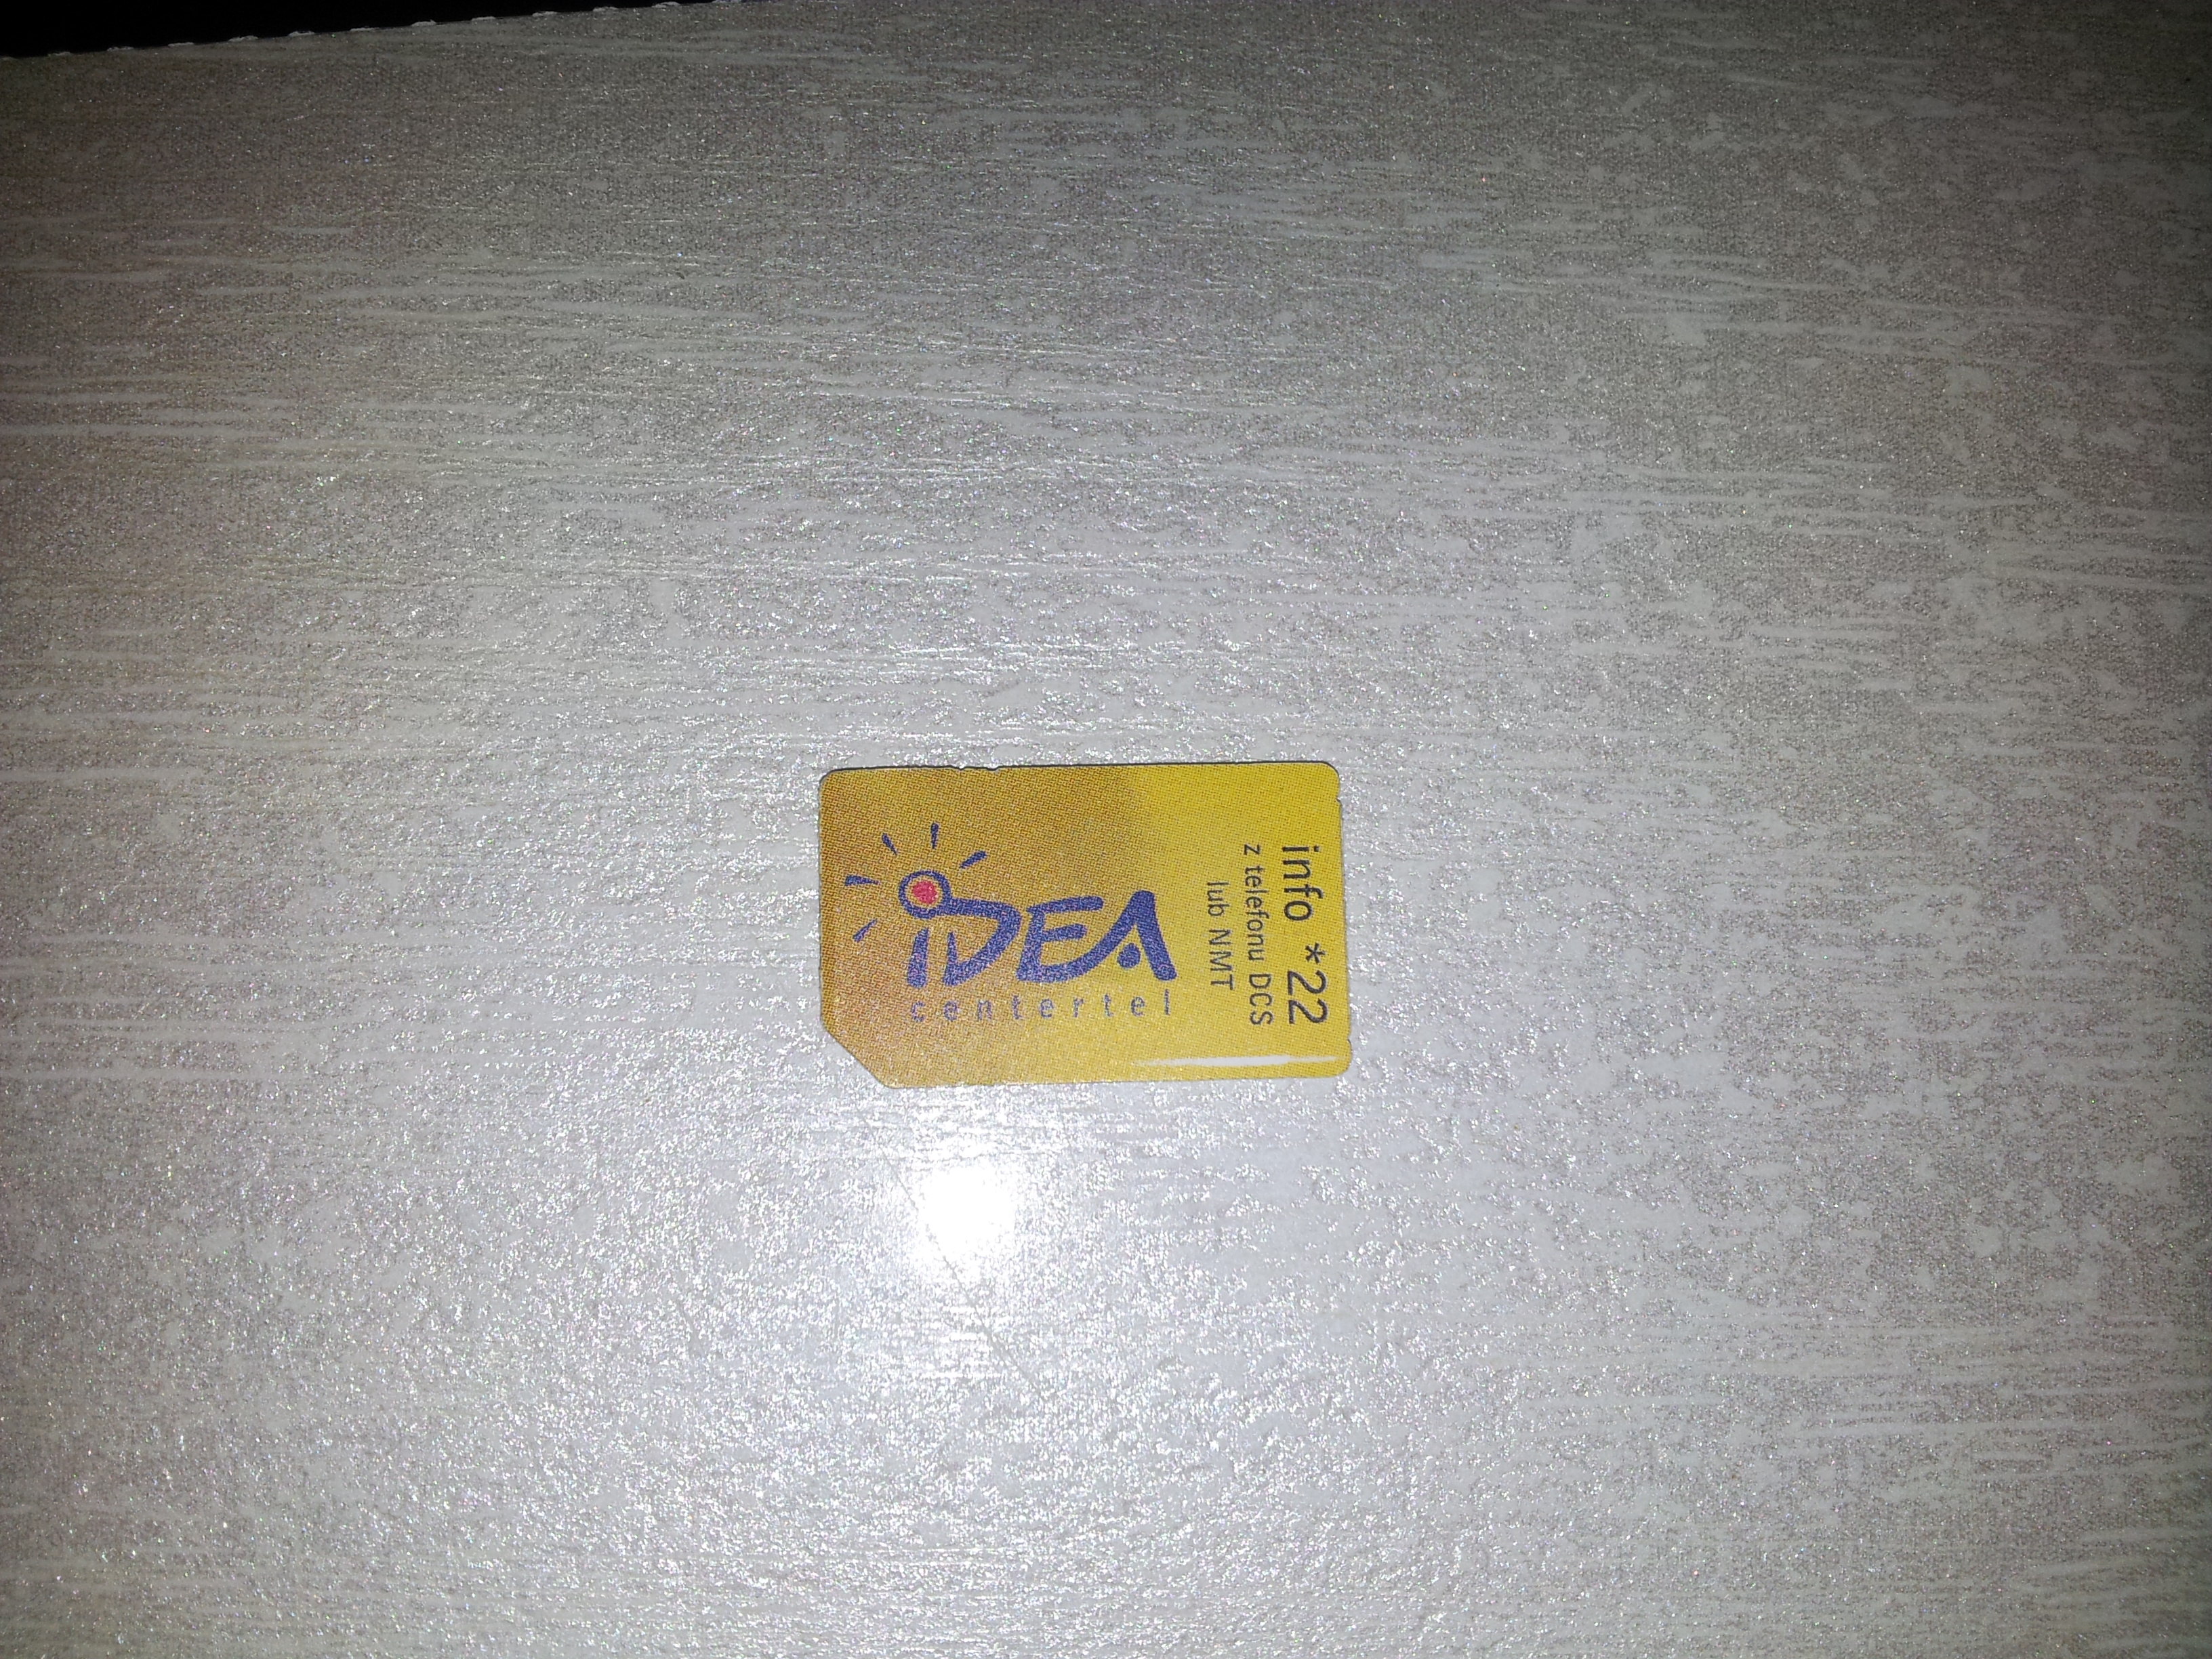 iDEA
centertel
info *22
z telefonu DCS
lub NMT